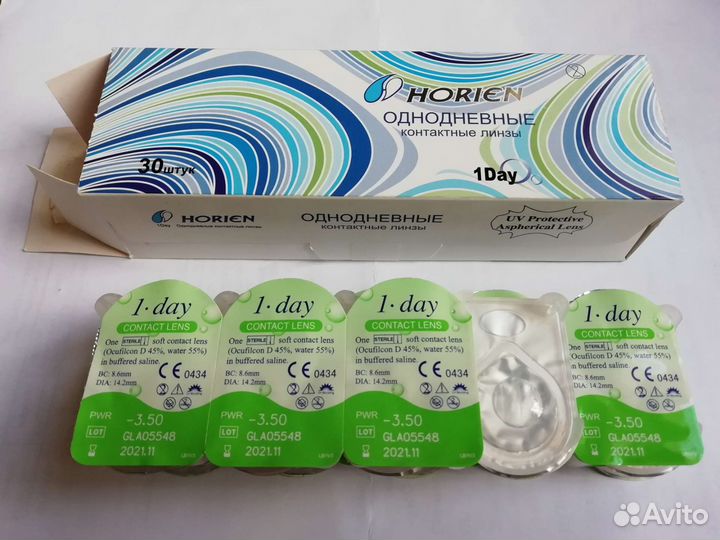 HORIEN
ОДНОДНЕВНЫЕ
контактные линзы
30 штук
1Day
HORIEN
1Day Однодневные контактные линзы
ОДНОДНЕВНЫЕ
контактные линзы
UV Protective
Aspherical Lens
1·day
CONTACT LENS
One STERILE soft contact lens
(Ocufilcon D 45%, water 55%)
in buffered saline.
BC: 8.6mm
DIA: 14.2mm
CE 0434
PWR -3.50
LOT GLA05548
2021.11
1·day
CONTACT LENS
One STERILE soft contact lens
(Ocufilcon D 45%, water 55%)
in buffered saline.
BC: 8.6mm
DIA: 14.2mm
CE 0434
PWR -3.50
LOT GLA05548
2021.11
1·day
CONTACT LENS
One STERILE soft contact lens
(Ocufilcon D 45%, water 55%)
in buffered saline.
BC: 8.6mm
DIA: 14.2mm
CE 0434
PWR -3.50
LOT GLA05548
2021.11
1·day
CONTACT LENS
One STERILE soft contact lens
(Ocufilcon D 45%, water 55%)
in buffered saline.
BC: 8.6mm
DIA: 14.2mm
CE 0434
PWR -3.50
LOT GLA05548
2021.11
Avito